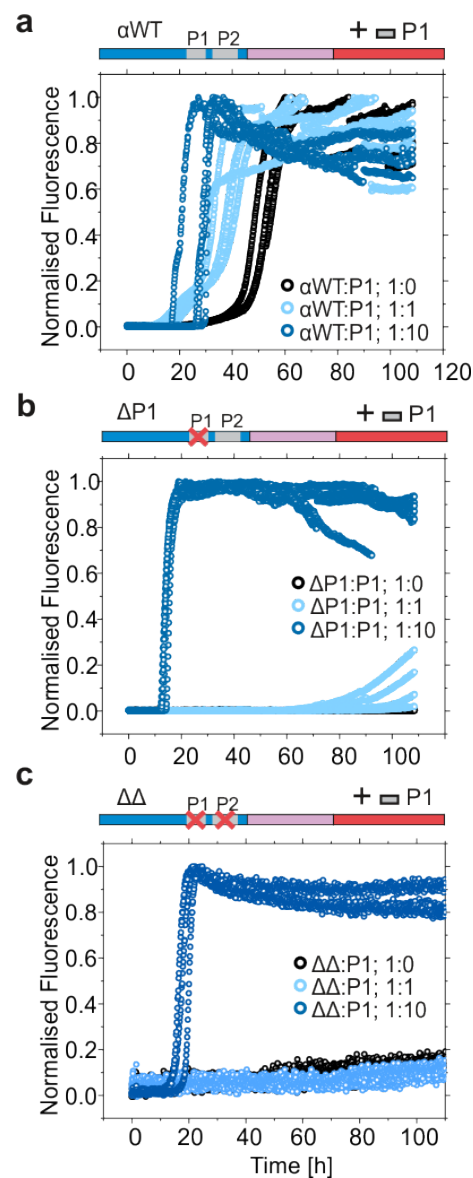 a
αWT P1 P2 + P1
Normalised Fluorescence
1.0
0.8
0.6
0.4
0.2
0.0
αWT:P1; 1:0
αWT:P1; 1:1
αWT:P1; 1:10
0 20 40 60 80 100 120
b
ΔP1 P1 P2 + P1
Normalised Fluorescence
1.0
0.8
0.6
0.4
0.2
0.0
ΔP1:P1; 1:0
ΔP1:P1; 1:1
ΔP1:P1; 1:10
0 20 40 60 80 100
c
ΔΔ P1 P2 + P1
Normalised Fluorescence
1.0
0.8
0.6
0.4
0.2
0.0
ΔΔ:P1; 1:0
ΔΔ:P1; 1:1
ΔΔ:P1; 1:10
0 20 40 60 80 100
Time [h]